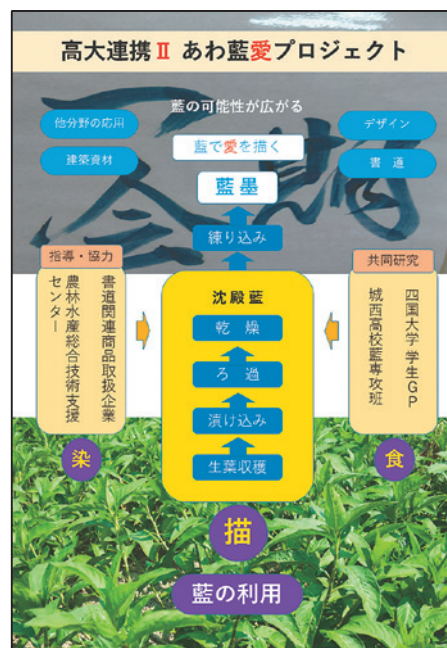 高大連携Ⅱ あわ藍愛プロジェクト
藍の可能性が広がる
他分野の応用
建築資材
デザイン
書道
藍で愛を描く
藍墨
練り込み
指導・協力
書道関連商品取扱企業
農林水産総合技術支援
センター
沈殿藍
乾燥
ろ過
漬け込み
生葉収穫
共同研究
四国大学 学生GP
城西高校藍専攻班
染
食
描
藍の利用